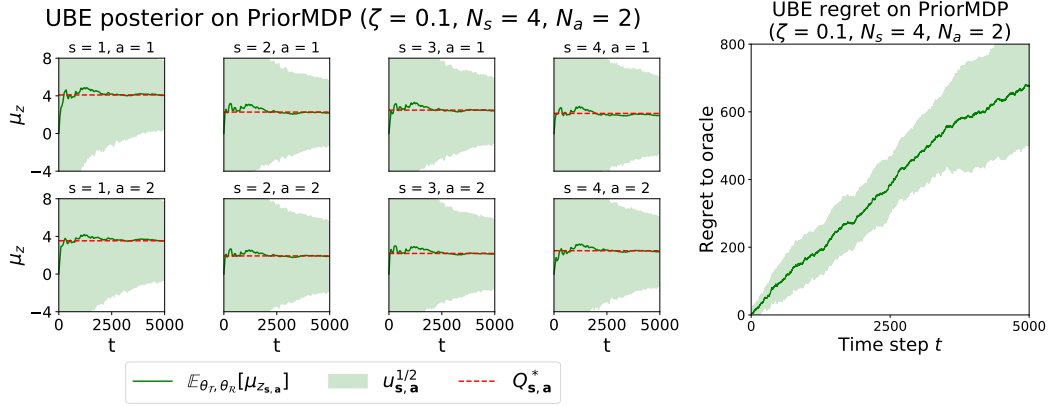 UBE posterior on PriorMDP (ζ = 0.1, N_s = 4, N_a = 2)
s = 1, a = 1
s = 2, a = 1
s = 3, a = 1
s = 4, a = 1
μ_z
8
4
0
−4
s = 1, a = 2
s = 2, a = 2
s = 3, a = 2
s = 4, a = 2
μ_z
8
4
0
−4
0 2500 5000
0 2500 5000
0 2500 5000
0 2500 5000
t
t
t
t
𝔼_{θ_𝒯, θ_ℛ}[μ_{z_{s,a}}]
u_{s,a}^{1/2}
Q^*_{s,a}
UBE regret on PriorMDP
(ζ = 0.1, N_s = 4, N_a = 2)
Regret to oracle
800
600
400
200
0
0 2500 5000
Time step t